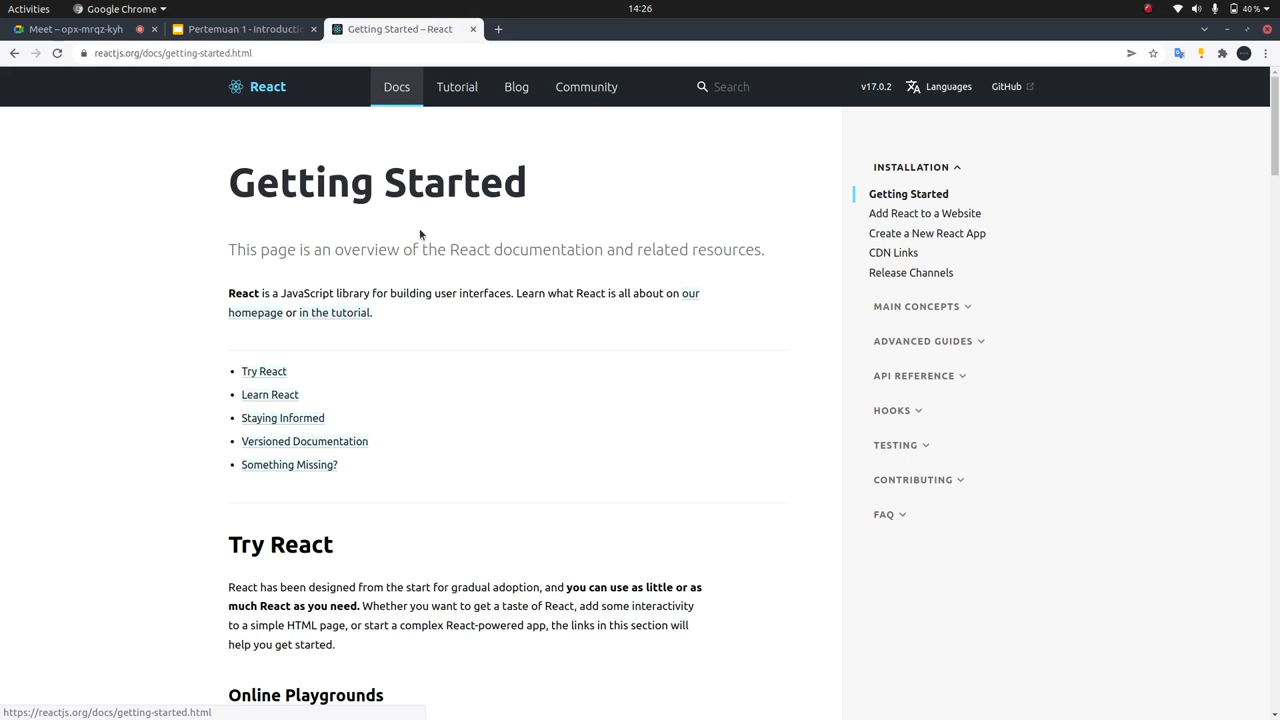 Activities
Google Chrome
14:26
40 %
Meet – opx-mrqz-kyh
Pertemuan 1 - Introductio
Getting Started – React
reactjs.org/docs/getting-started.html
React
Docs
Tutorial
Blog
Community
Search
v17.0.2
Languages
GitHub
Getting Started
This page is an overview of the React documentation and related resources.
React is a JavaScript library for building user interfaces. Learn what React is all about on our
homepage or in the tutorial.
Try React
Learn React
Staying Informed
Versioned Documentation
Something Missing?
Try React
React has been designed from the start for gradual adoption, and you can use as little or as
much React as you need. Whether you want to get a taste of React, add some interactivity
to a simple HTML page, or start a complex React-powered app, the links in this section will
help you get started.
Online Playgrounds
INSTALLATION
Getting Started
Add React to a Website
Create a New React App
CDN Links
Release Channels
MAIN CONCEPTS
ADVANCED GUIDES
API REFERENCE
HOOKS
TESTING
CONTRIBUTING
FAQ
https://reactjs.org/docs/getting-started.html